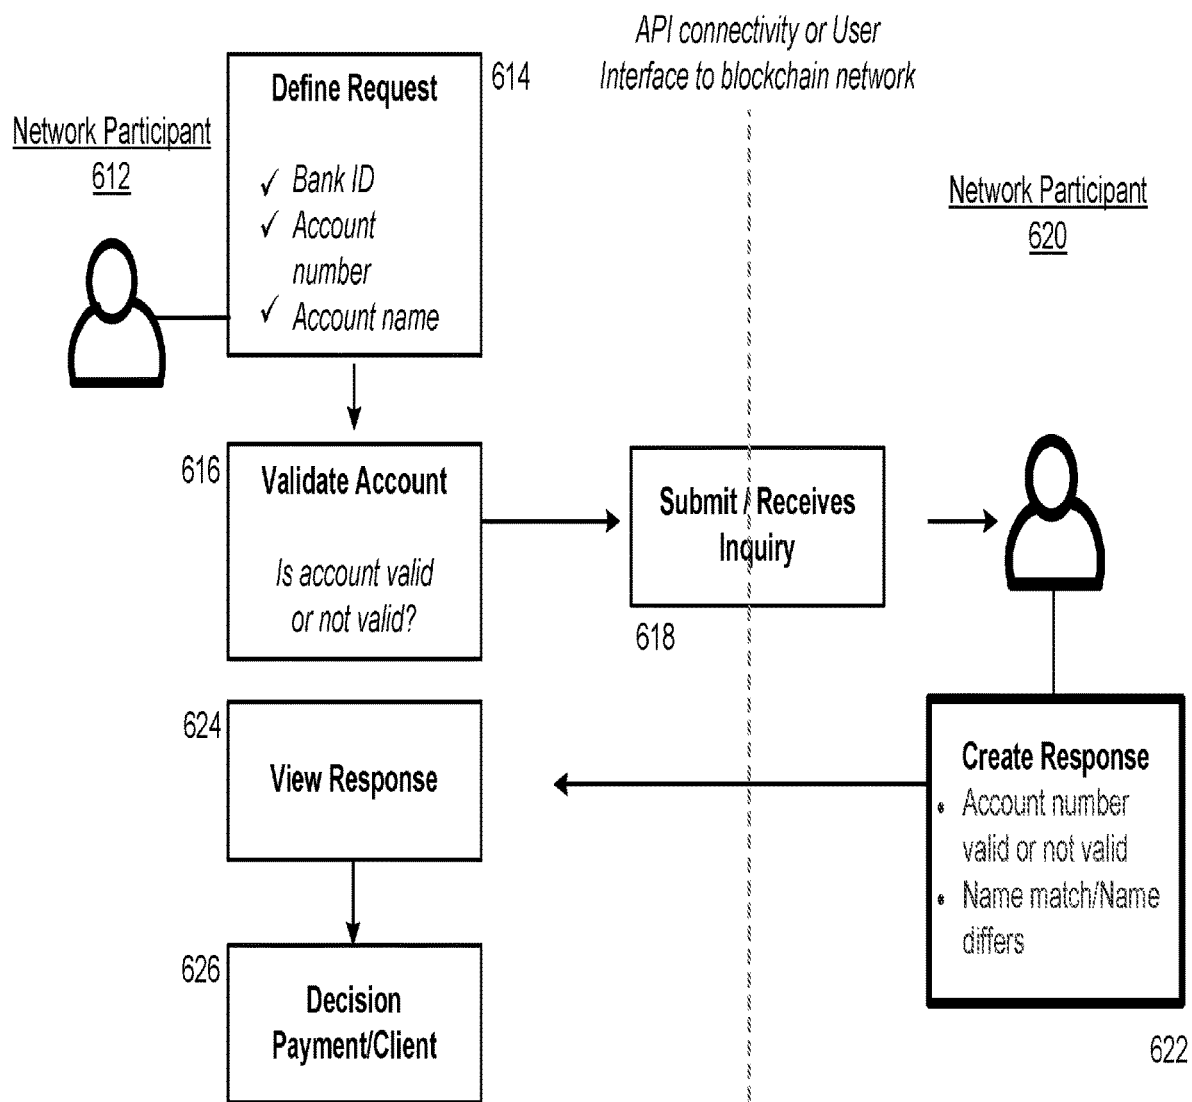 API connectivity or User
Interface to blockchain network
Define Request
614
Network Participant
612
✓ Bank ID
✓ Account
number
✓ Account name
Network Participant
620
616
Validate Account
Is account valid
or not valid?
Submit / Receives
Inquiry
618
624
View Response
Create Response
• Account number
valid or not valid
• Name match/Name
differs
622
626
Decision
Payment/Client